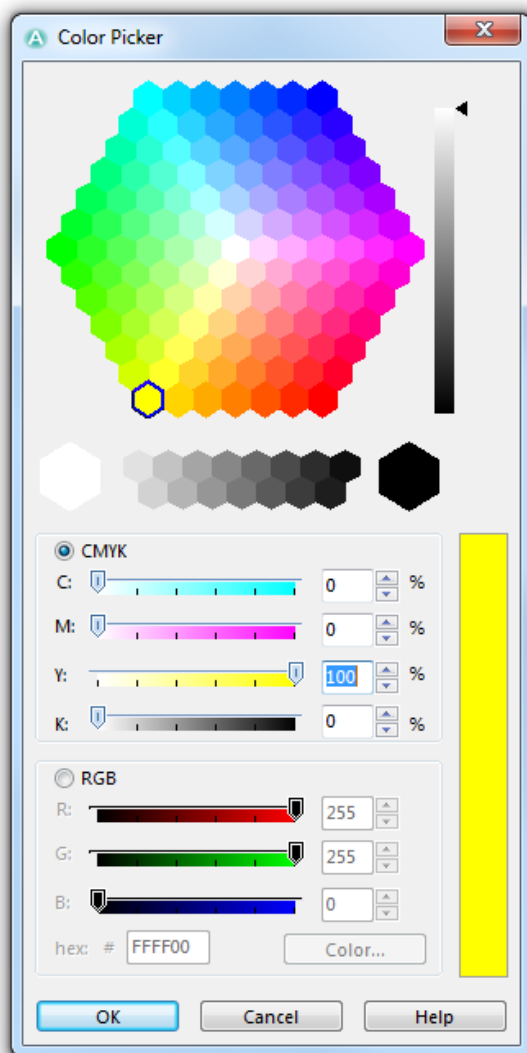 Color Picker
CMYK
C: 0 %
M: 0 %
Y: 100 %
K: 0 %
RGB
R: 255
G: 255
B: 0
hex: # FFFF00 Color...
OK Cancel Help